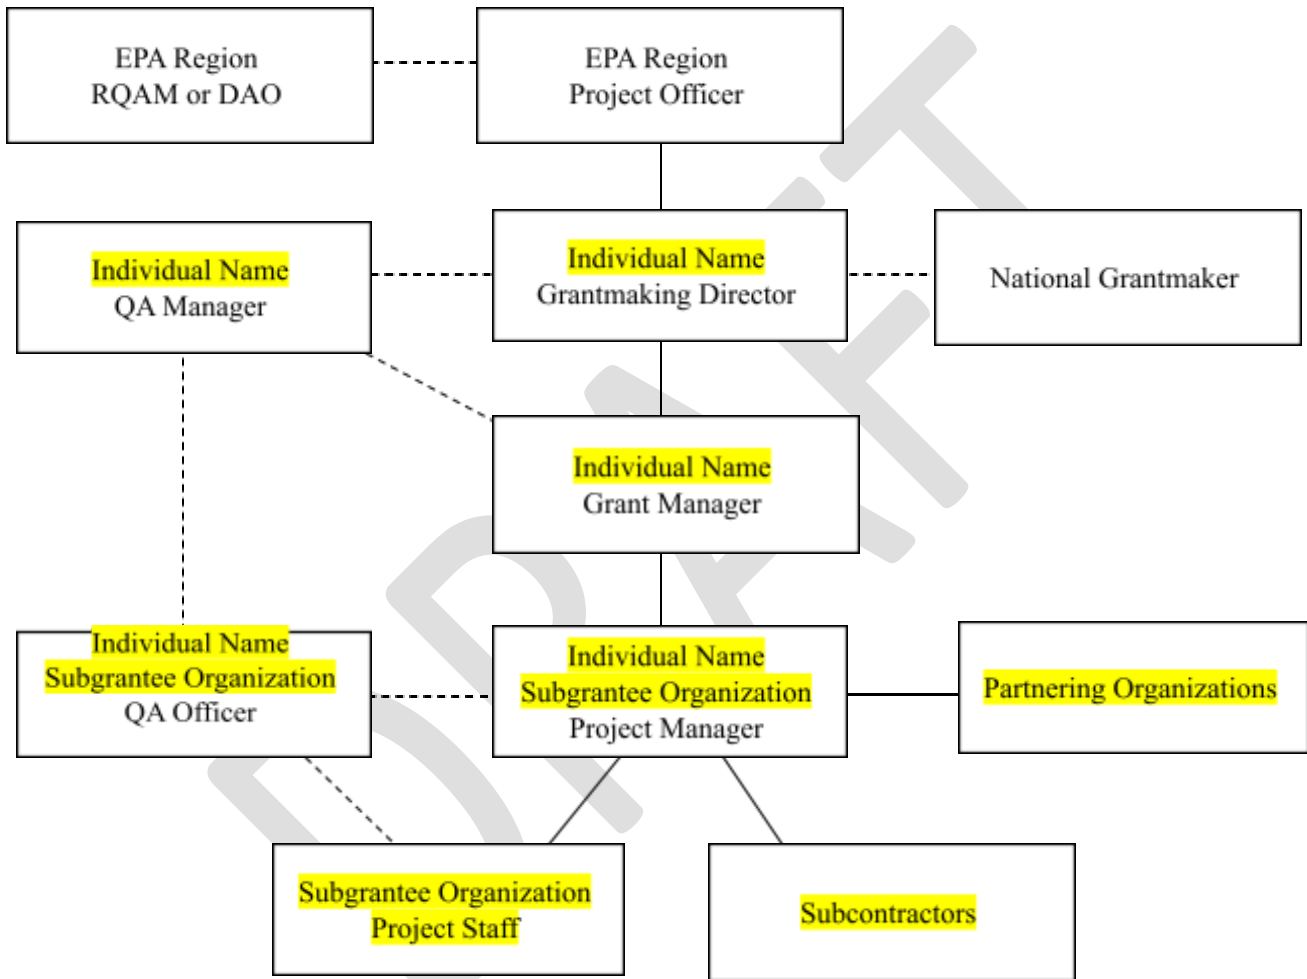 EPA Region
RQAM or DAO
EPA Region
Project Officer
Individual Name
QA Manager
Individual Name
Grantmaking Director
National Grantmaker
Individual Name
Grant Manager
Individual Name
Subgrantee Organization
QA Officer
Individual Name
Subgrantee Organization
Project Manager
Partnering Organizations
Subgrantee Organization
Project Staff
Subcontractors
DRAFT